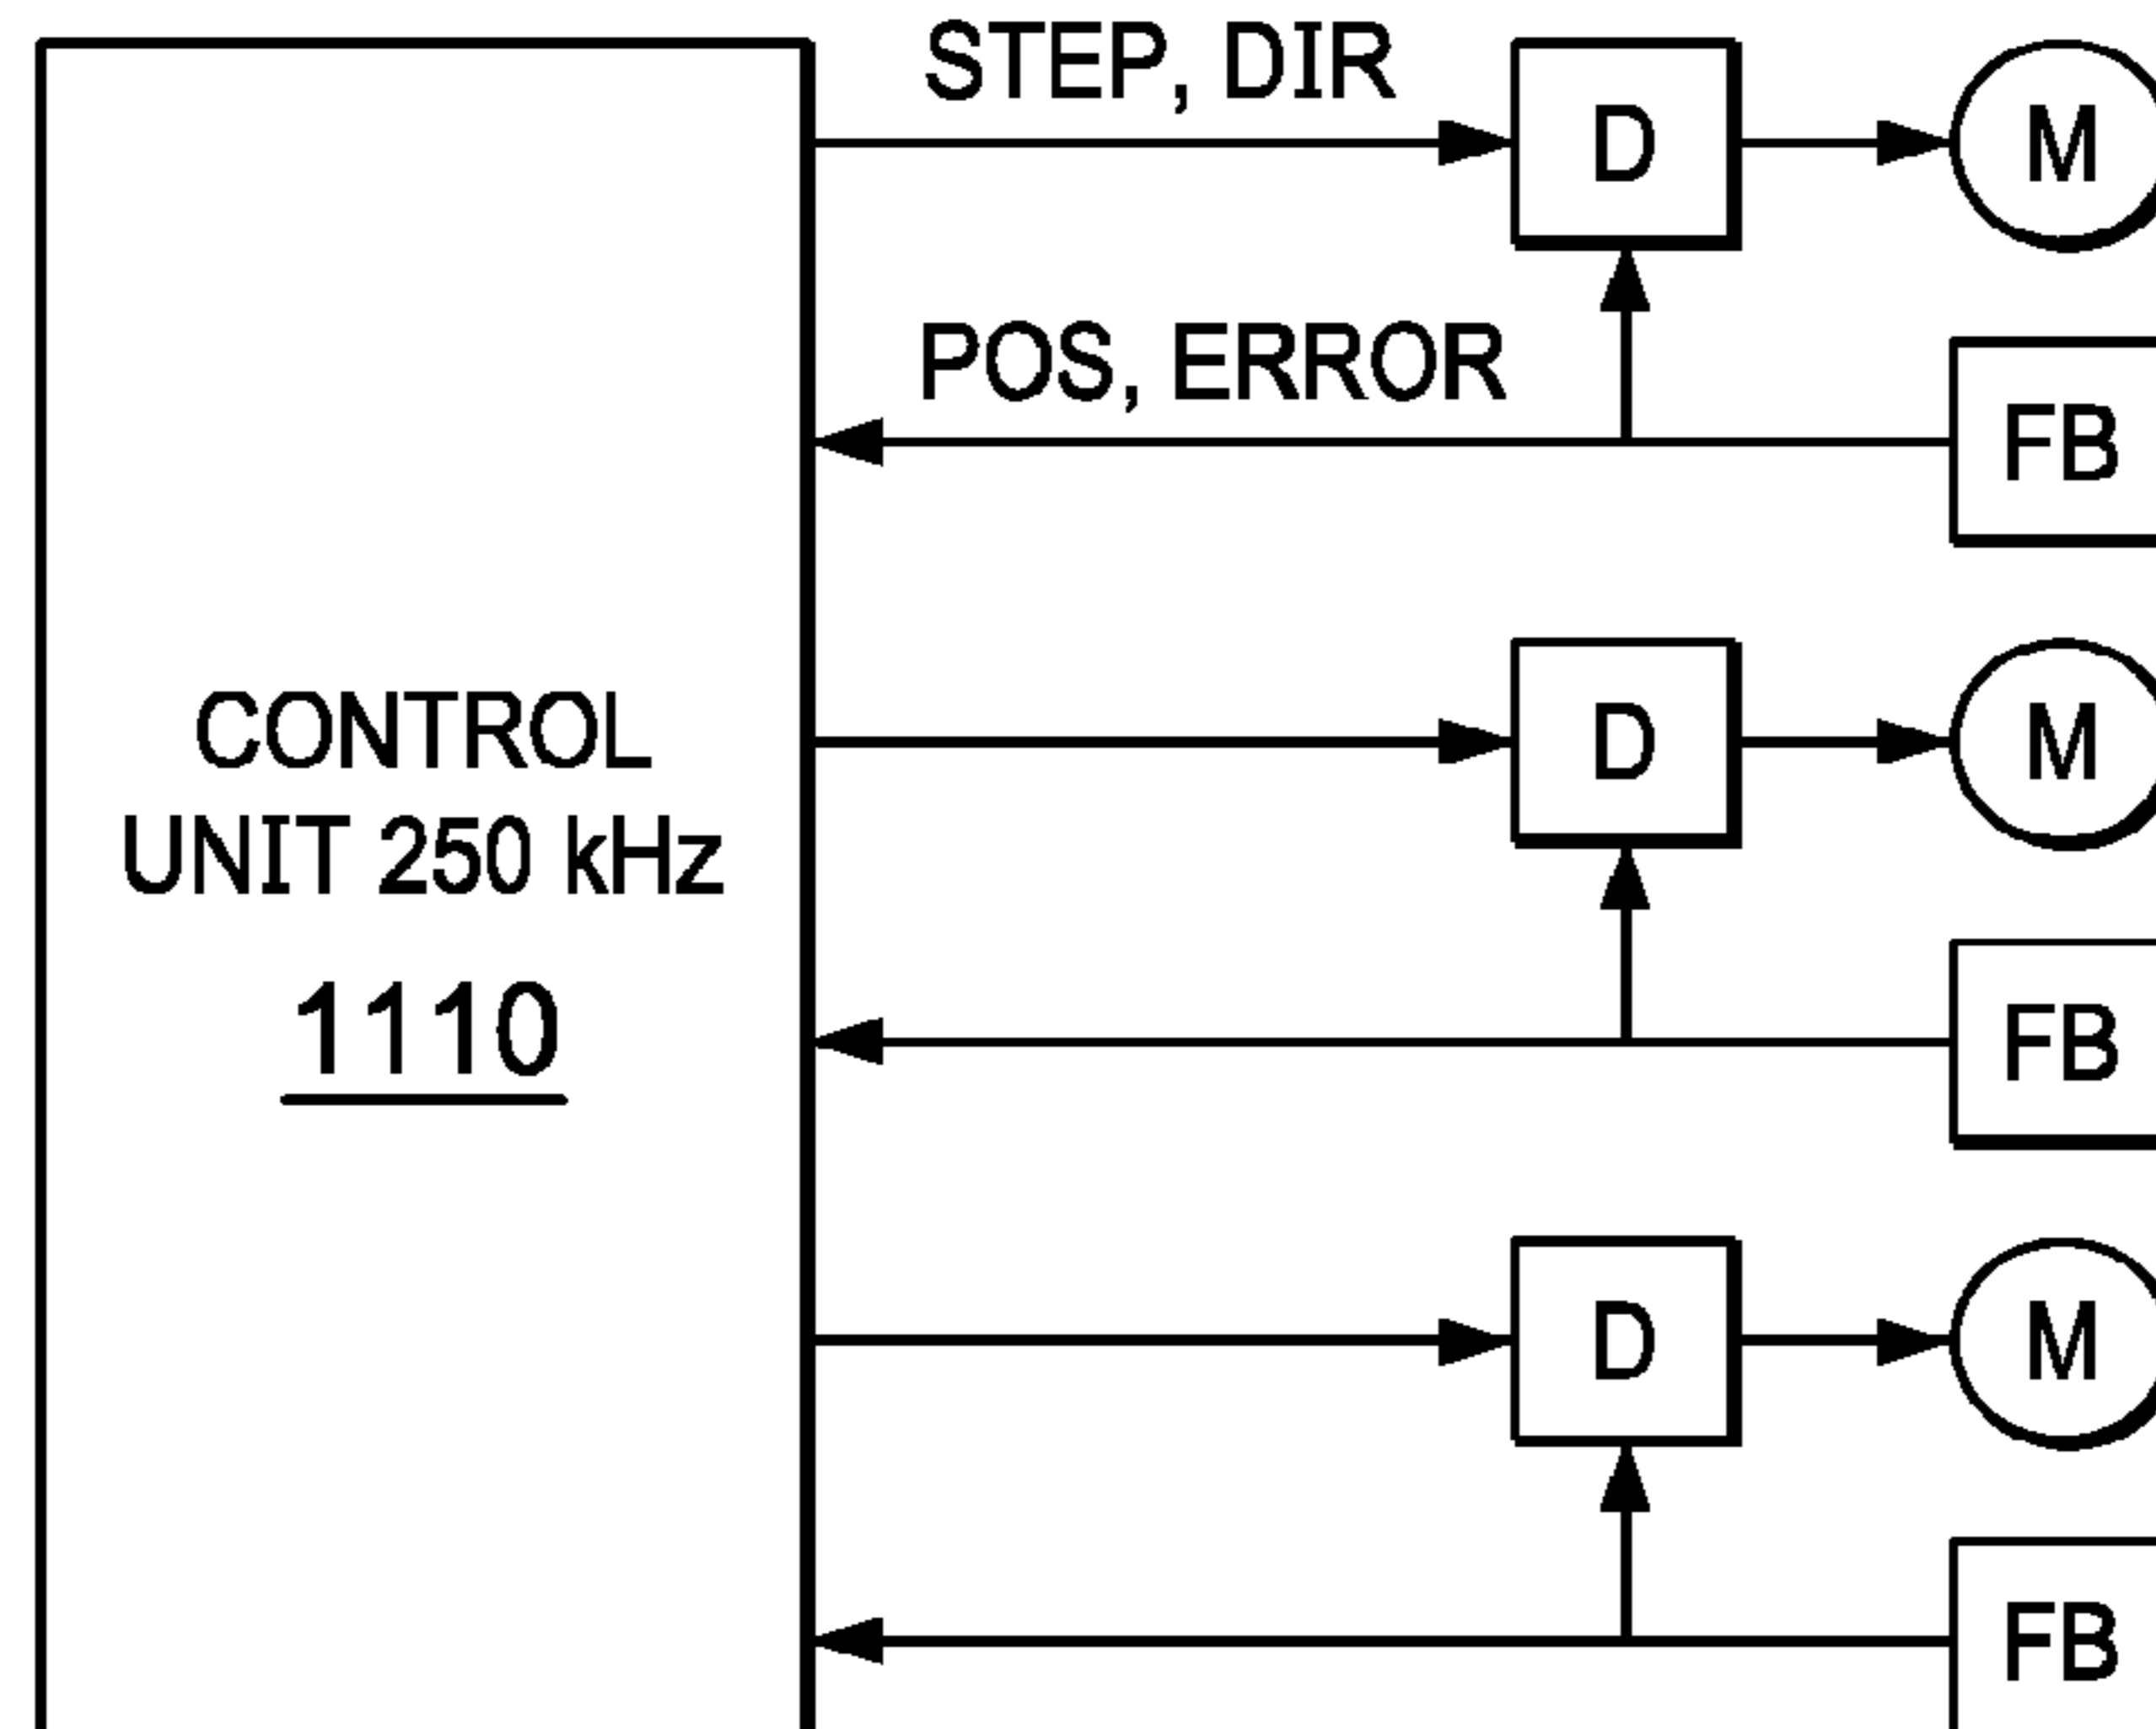 STEP, DIR
D
M
POS, ERROR
FB
CONTROL
UNIT 250 kHz
1110
D
M
FB
D
M
FB